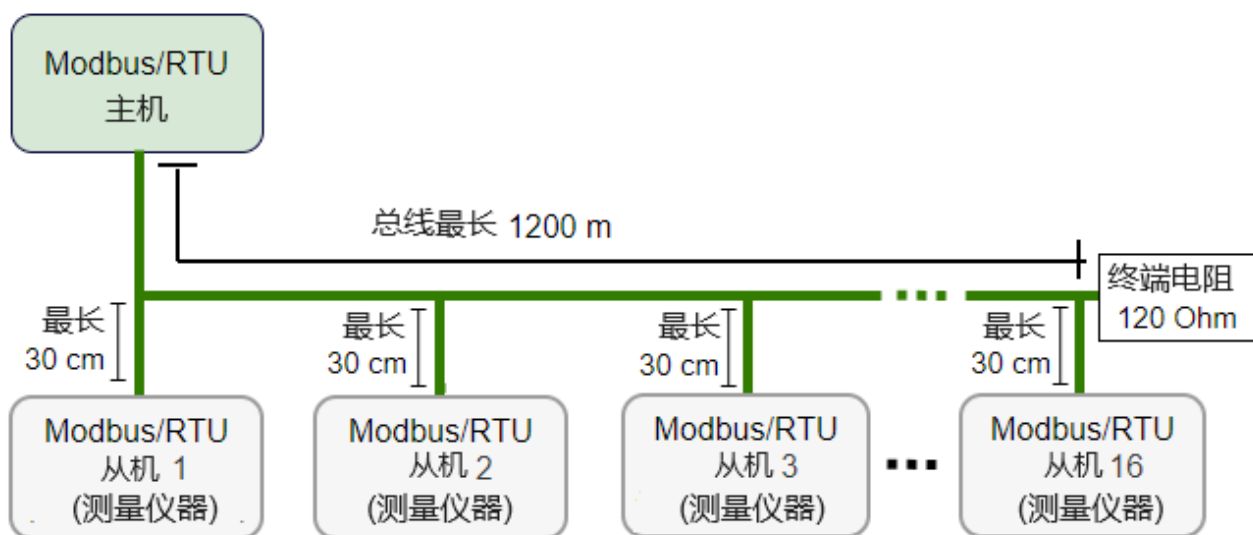 Modbus/RTU
主机
总线最长 1200 m
终端电阻
120 Ohm
最长
30 cm
最长
30 cm
最长
30 cm
最长
30 cm
Modbus/RTU
从机 1
(测量仪器)
Modbus/RTU
从机 2
(测量仪器)
Modbus/RTU
从机 3
(测量仪器)
Modbus/RTU
从机 16
(测量仪器)